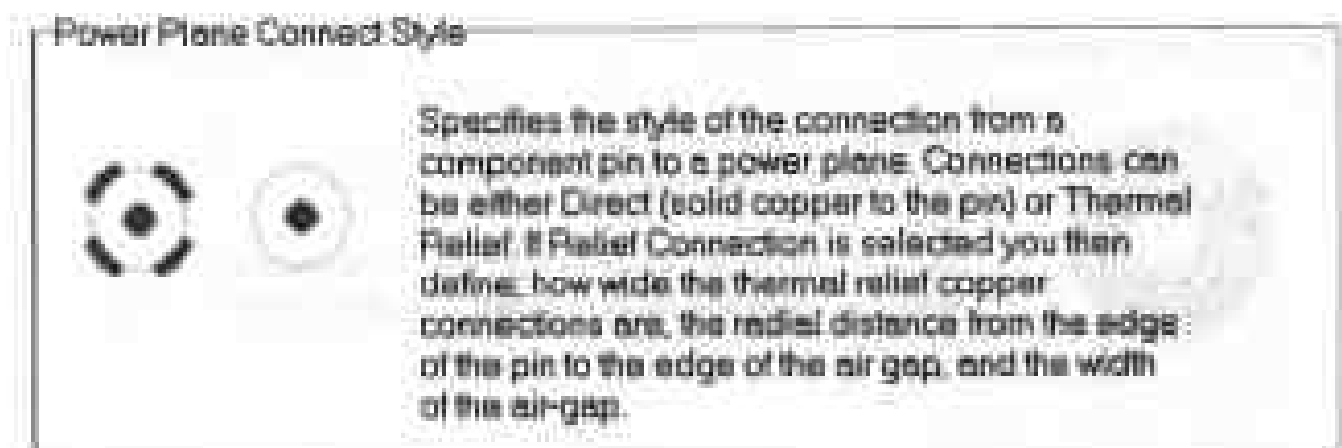 Power Plane Connect Style
Specifies the style of the connection from a
component pin to a power plane. Connections can
be either Direct (solid copper to the pin) or Thermal
Relief. If Relief Connection is selected you then
define: how wide the thermal relief copper
connections are, the radial distance from the edge
of the pin to the edge of the air gap, and the width
of the air-gap.